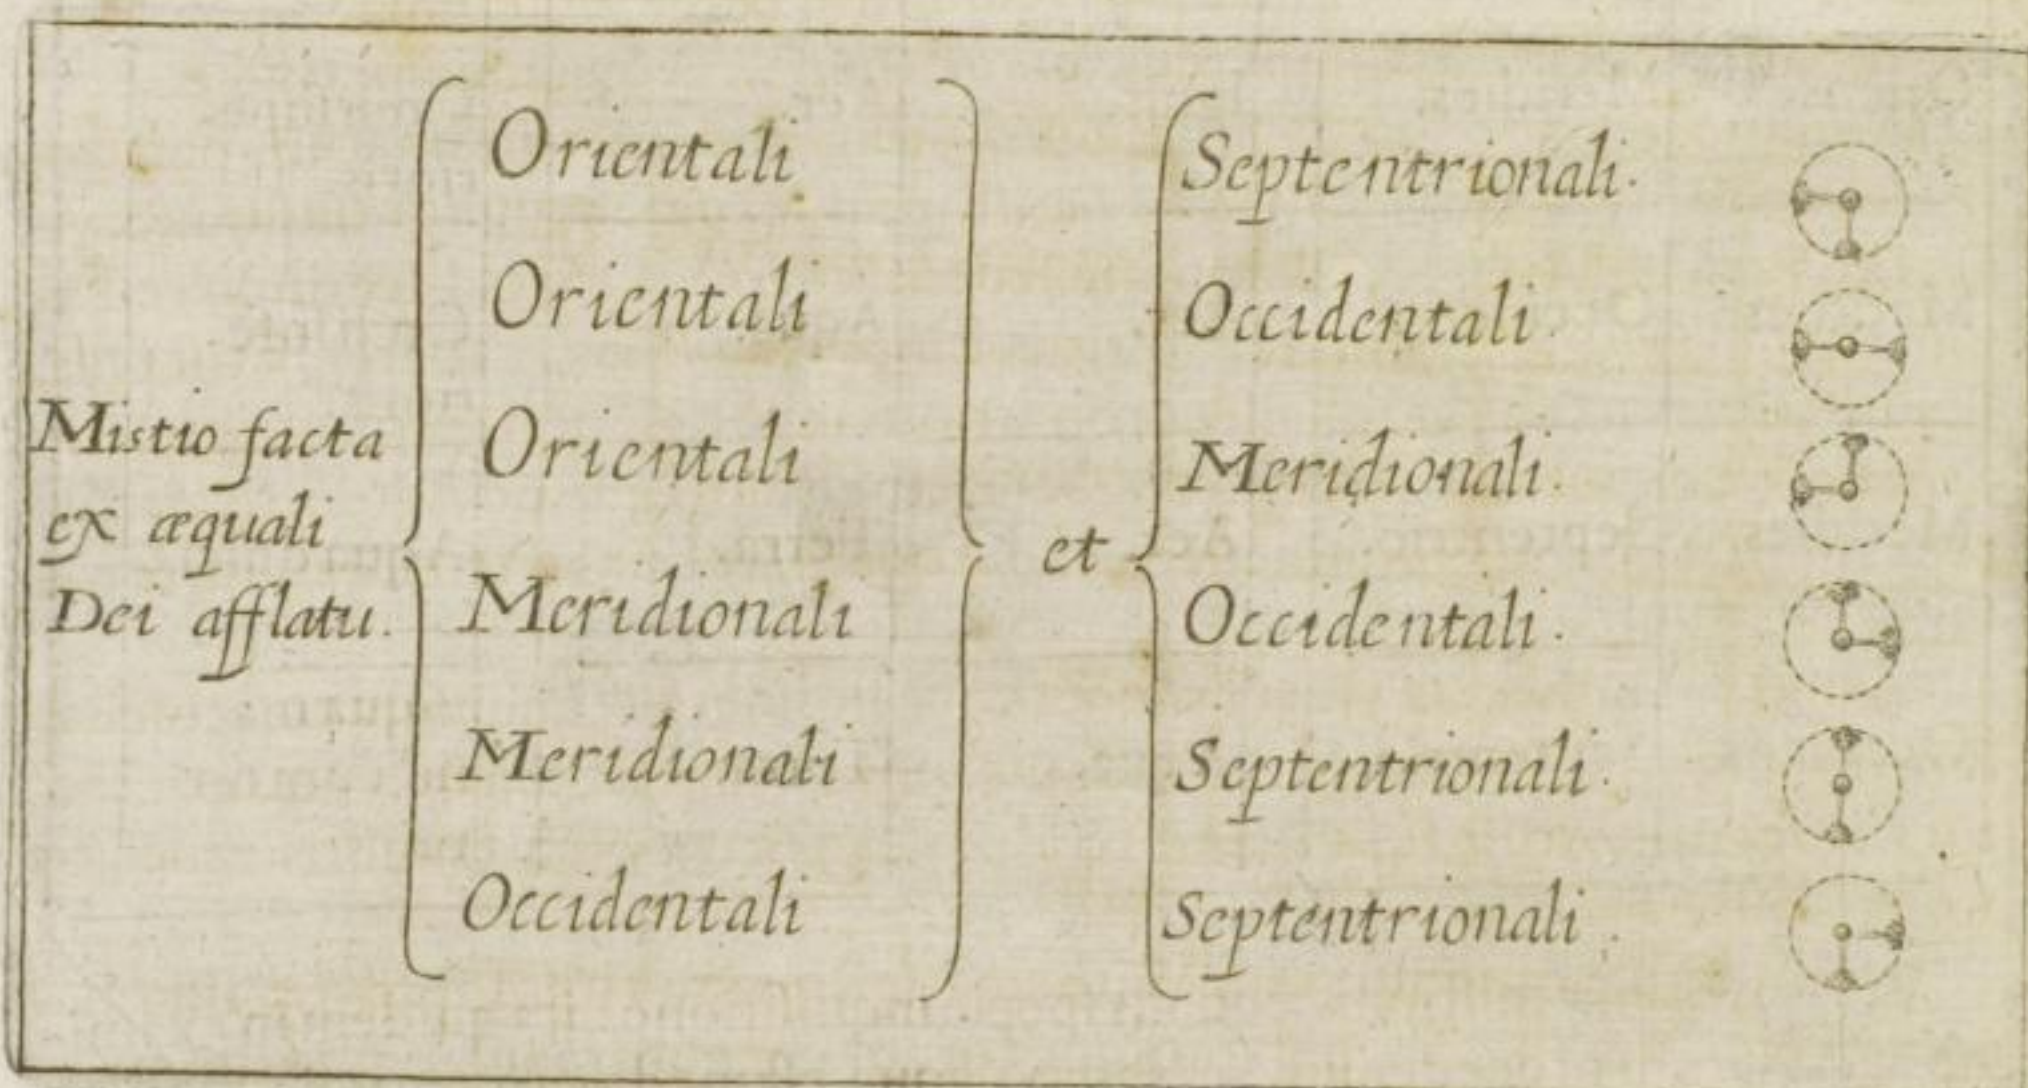 Mistio facta
ex æquali
Dei afflatu.
Orientali
Orientali
Orientali
Meridionali
Meridionali
Occidentali
et
Septentrionali.
Occidentali.
Meridionali.
Occidentali.
Septentrionali.
Septentrionali.